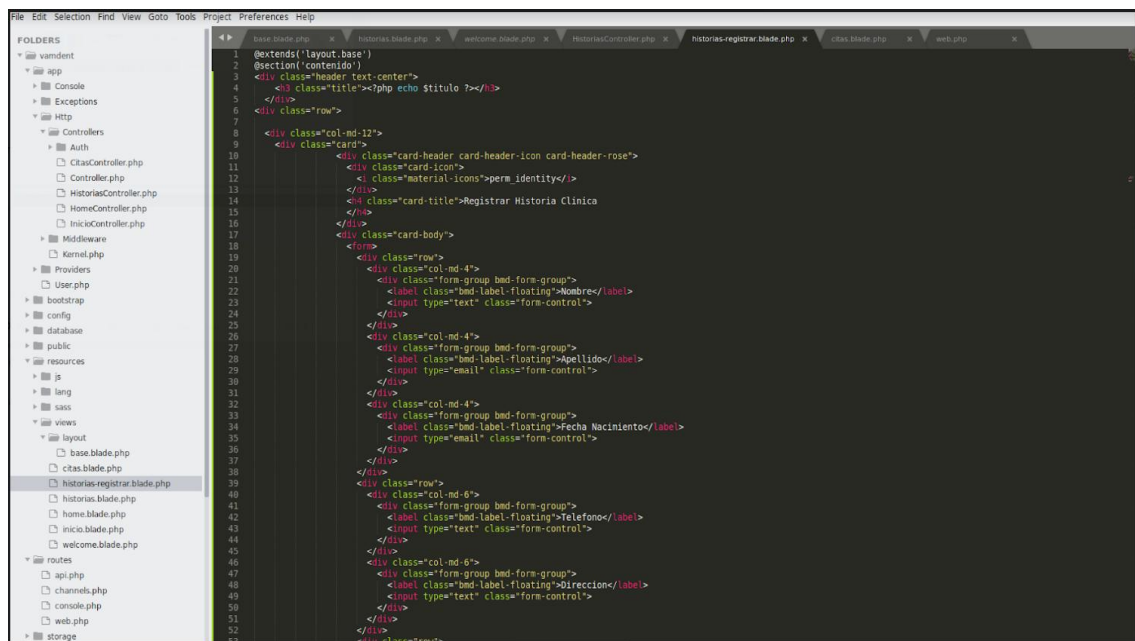 File Edit Selection Find View Goto Tools Project Preferences Help
FOLDERS
vamdent
app
Console
Exceptions
Http
Controllers
Auth
CitasController.php
Controller.php
HistoriasController.php
HomeController.php
InicioController.php
Middleware
Kernel.php
Providers
User.php
bootstrap
config
database
public
resources
js
lang
sass
views
layout
base.blade.php
citas.blade.php
historias-registrar.blade.php
historias.blade.php
home.blade.php
inicio.blade.php
welcome.blade.php
routes
api.php
channels.php
console.php
web.php
storage
base.blade.php x historias.blade.php x welcome.blade.php x HistoriasController.php x historias-registrar.blade.php x citas.blade.php x web.php x
1 @extends('layout.base')
2 @section('contenido')
3 <div class="header text-center">
4 <h3 class="title"><?php echo $titulo ?></h3>
5 </div>
6 <div class="row">
7
8 <div class="col-md-12">
9 <div class="card">
10 <div class="card-header card-header-icon card-header-rose">
11 <div class="card-icon">
12 <i class="material-icons">perm_identity</i>
13 </div>
14 <h4 class="card-title">Registrar Historia Clinica
15 </h4>
16 </div>
17 <div class="card-body">
18 <form>
19 <div class="row">
20 <div class="col-md-4">
21 <div class="form-group bmd-form-group">
22 <label class="bmd-label-floating">Nombre</label>
23 <input type="text" class="form-control">
24 </div>
25 </div>
26 <div class="col-md-4">
27 <div class="form-group bmd-form-group">
28 <label class="bmd-label-floating">Apellido</label>
29 <input type="email" class="form-control">
30 </div>
31 </div>
32 <div class="col-md-4">
33 <div class="form-group bmd-form-group">
34 <label class="bmd-label-floating">Fecha Nacimiento</label>
35 <input type="email" class="form-control">
36 </div>
37 </div>
38 </div>
39 <div class="row">
40 <div class="col-md-6">
41 <div class="form-group bmd-form-group">
42 <label class="bmd-label-floating">Telefono</label>
43 <input type="text" class="form-control">
44 </div>
45 </div>
46 <div class="col-md-6">
47 <div class="form-group bmd-form-group">
48 <label class="bmd-label-floating">Direccion</label>
49 <input type="text" class="form-control">
50 </div>
51 </div>
52 </div>
53 <div class="row">